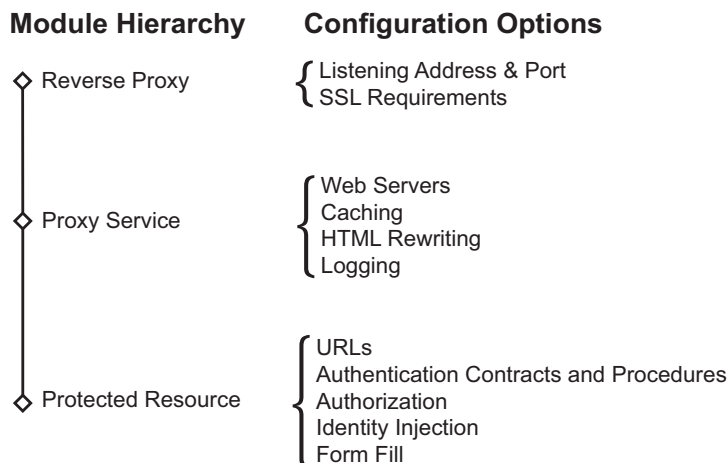 Module Hierarchy Configuration Options
Reverse Proxy
Listening Address & Port
SSL Requirements
Proxy Service
Web Servers
Caching
HTML Rewriting
Logging
Protected Resource
URLs
Authentication Contracts and Procedures
Authorization
Identity Injection
Form Fill